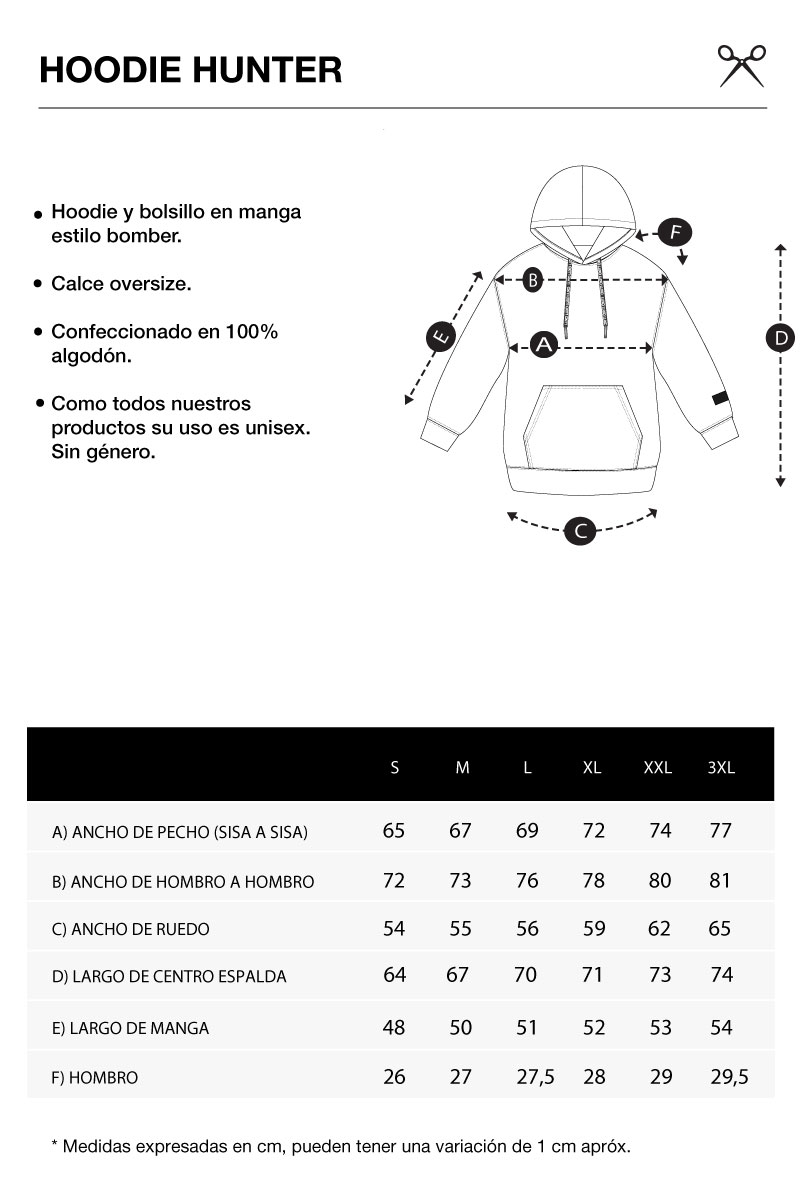 HOODIE HUNTER
• Hoodie y bolsillo en manga
estilo bomber.
• Calce oversize.
• Confeccionado en 100%
algodón.
• Como todos nuestros
productos su uso es unisex.
Sin género.
F
B
E
A
D
C
S M L XL XXL 3XL
A) ANCHO DE PECHO (SISA A SISA) 65 67 69 72 74 77
B) ANCHO DE HOMBRO A HOMBRO 72 73 76 78 80 81
C) ANCHO DE RUEDO 54 55 56 59 62 65
D) LARGO DE CENTRO ESPALDA 64 67 70 71 73 74
E) LARGO DE MANGA 48 50 51 52 53 54
F) HOMBRO 26 27 27,5 28 29 29,5
* Medidas expresadas en cm, pueden tener una variación de 1 cm apróx.